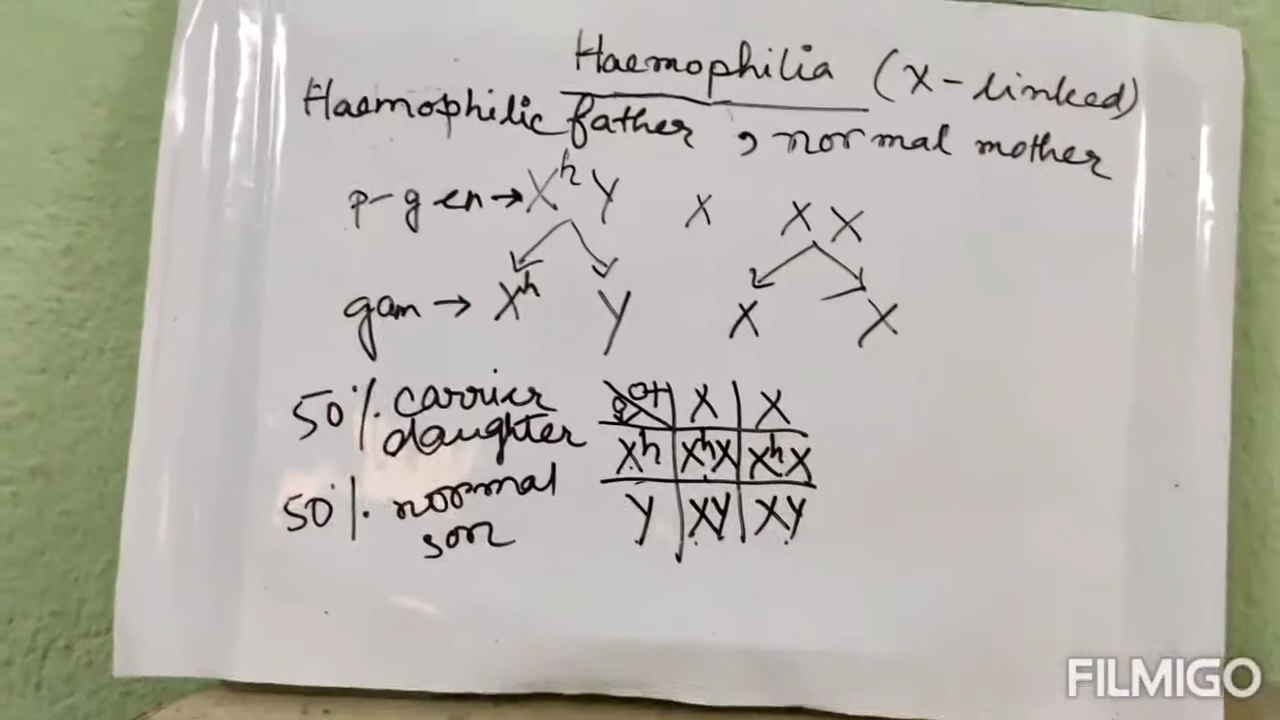 Haemophilia (X-linked)
Haemophilic father, normal mother
p-gen→ XʰY X XX
gam → Xʰ Y X X
50% carrier
daughter
50% normal
son
♂♀ X X
Xʰ XʰX XʰX
Y XY XY
FILMIGO